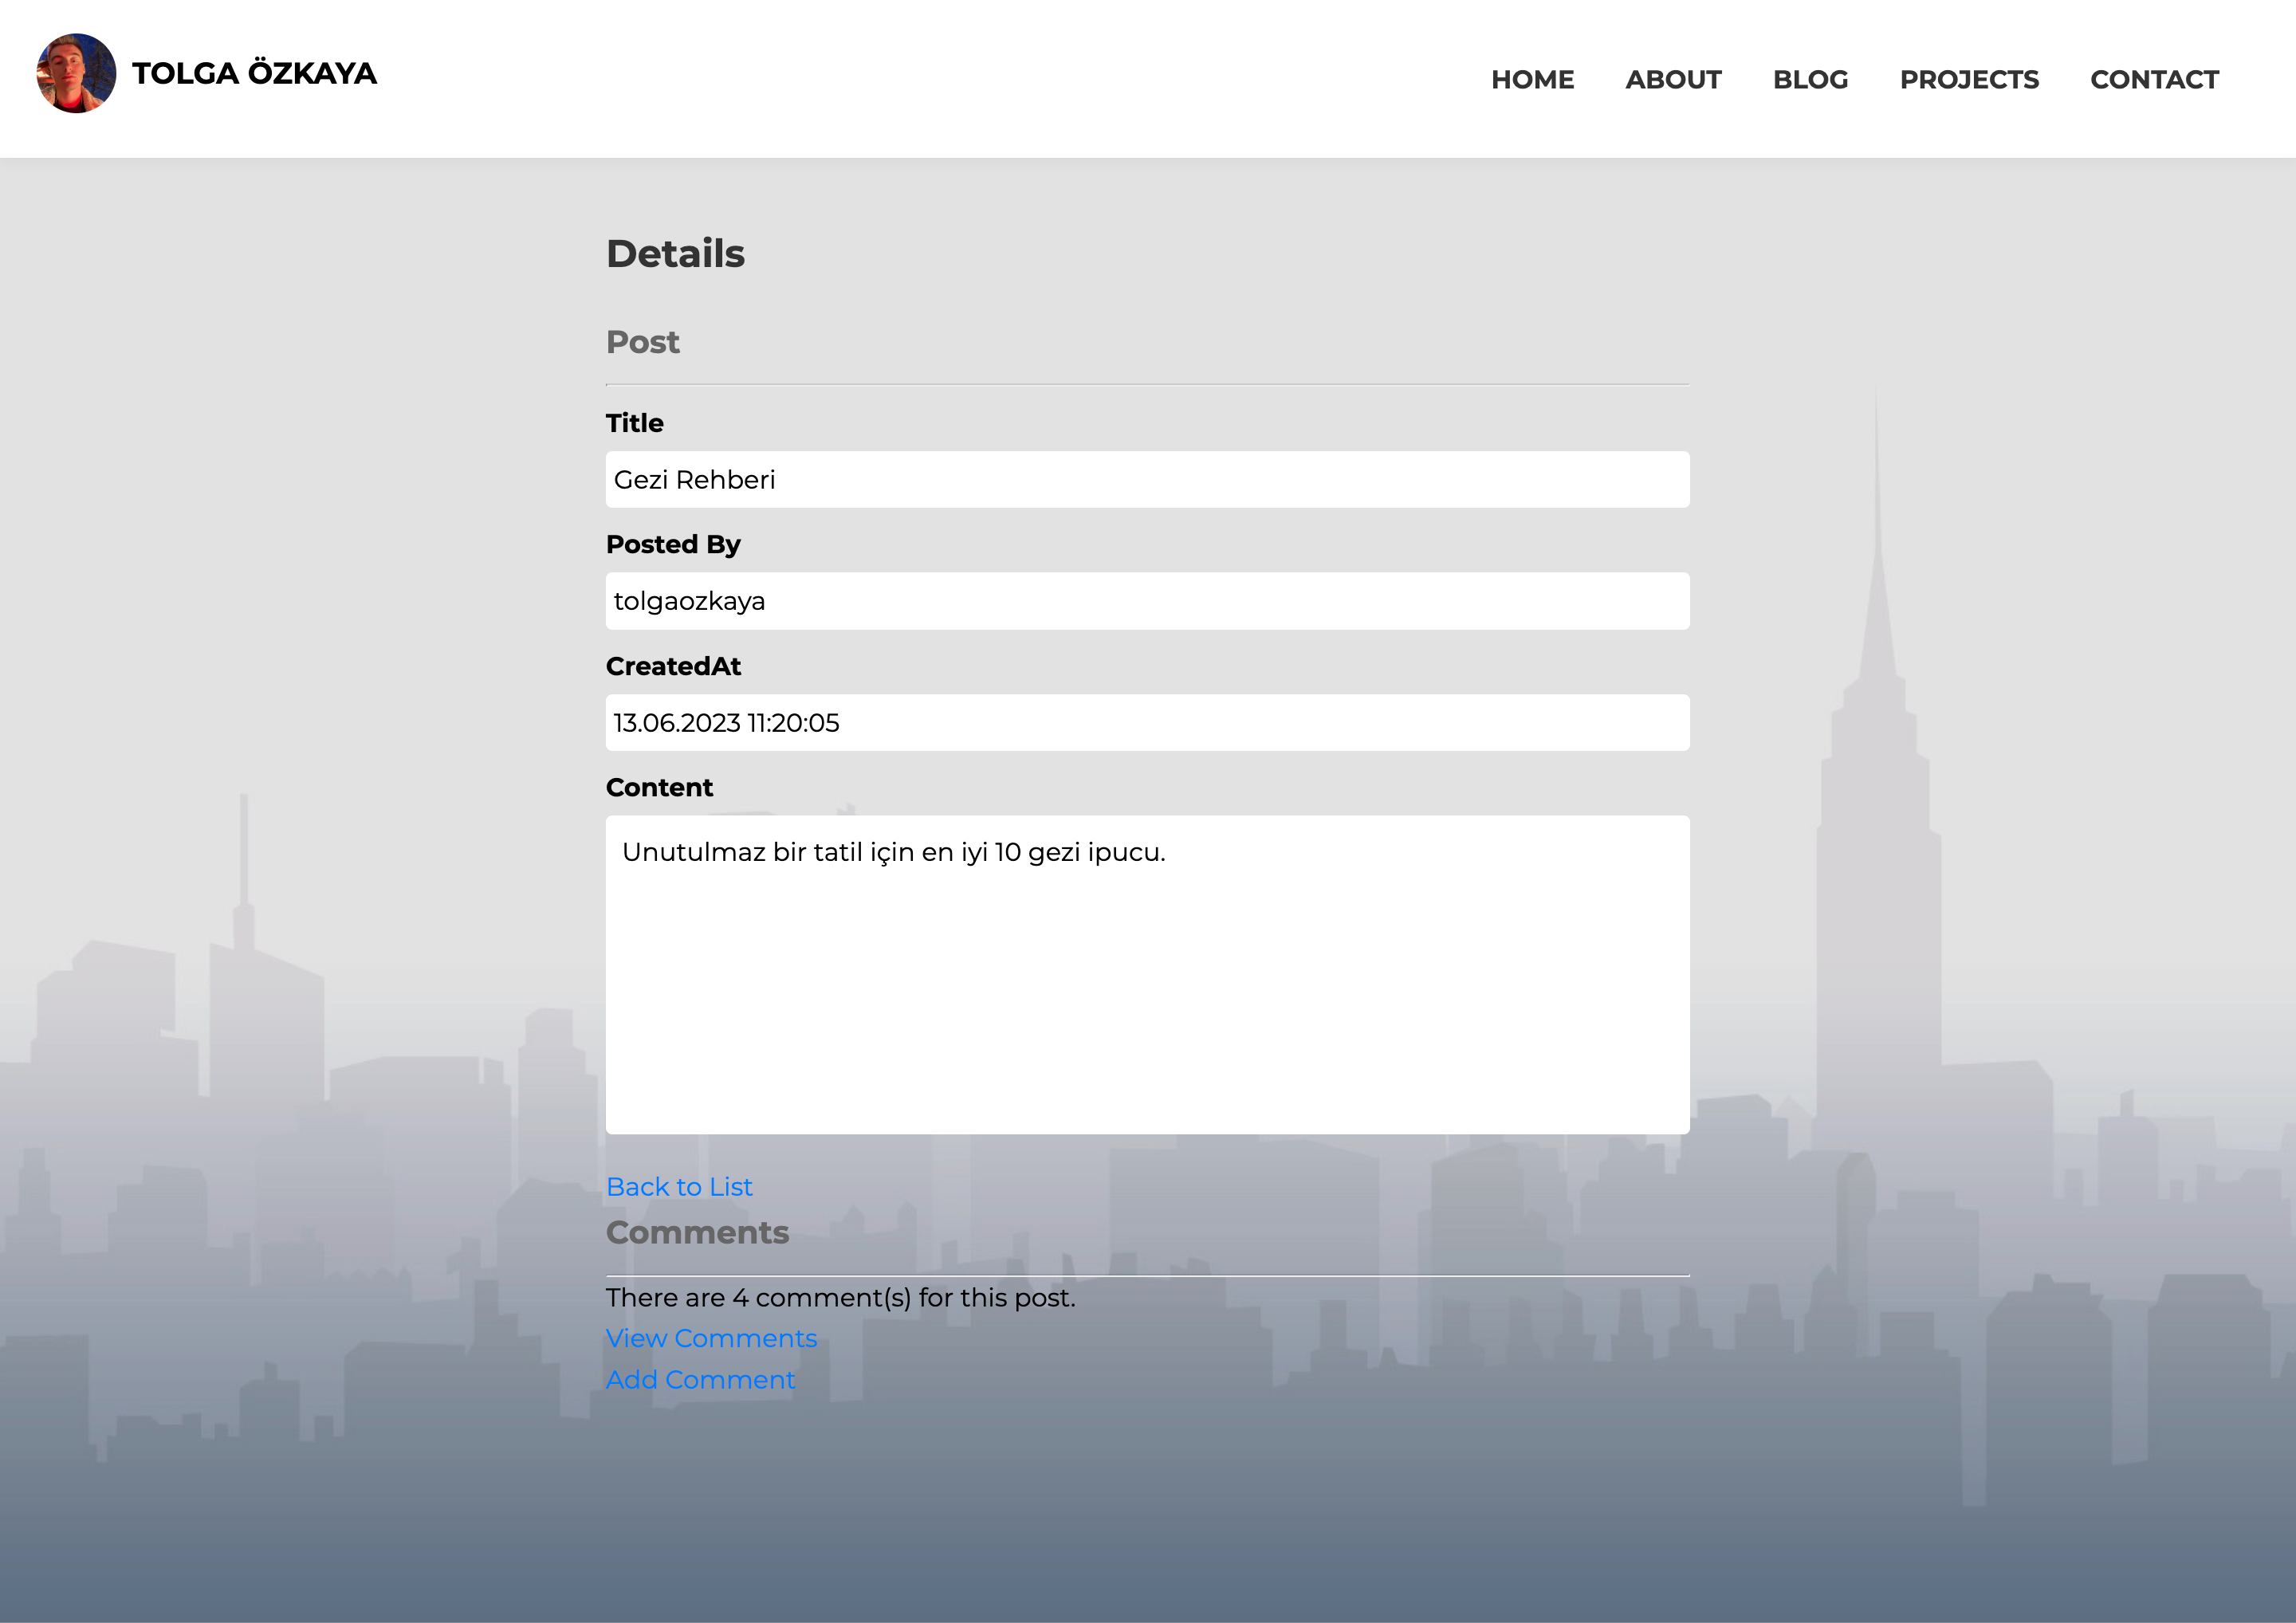 TOLGA ÖZKAYA
HOME ABOUT BLOG PROJECTS CONTACT
Details
Post
Title
Gezi Rehberi
Posted By
tolgaozkaya
CreatedAt
13.06.2023 11:20:05
Content
Unutulmaz bir tatil için en iyi 10 gezi ipucu.
Back to List
Comments
There are 4 comment(s) for this post.
View Comments
Add Comment